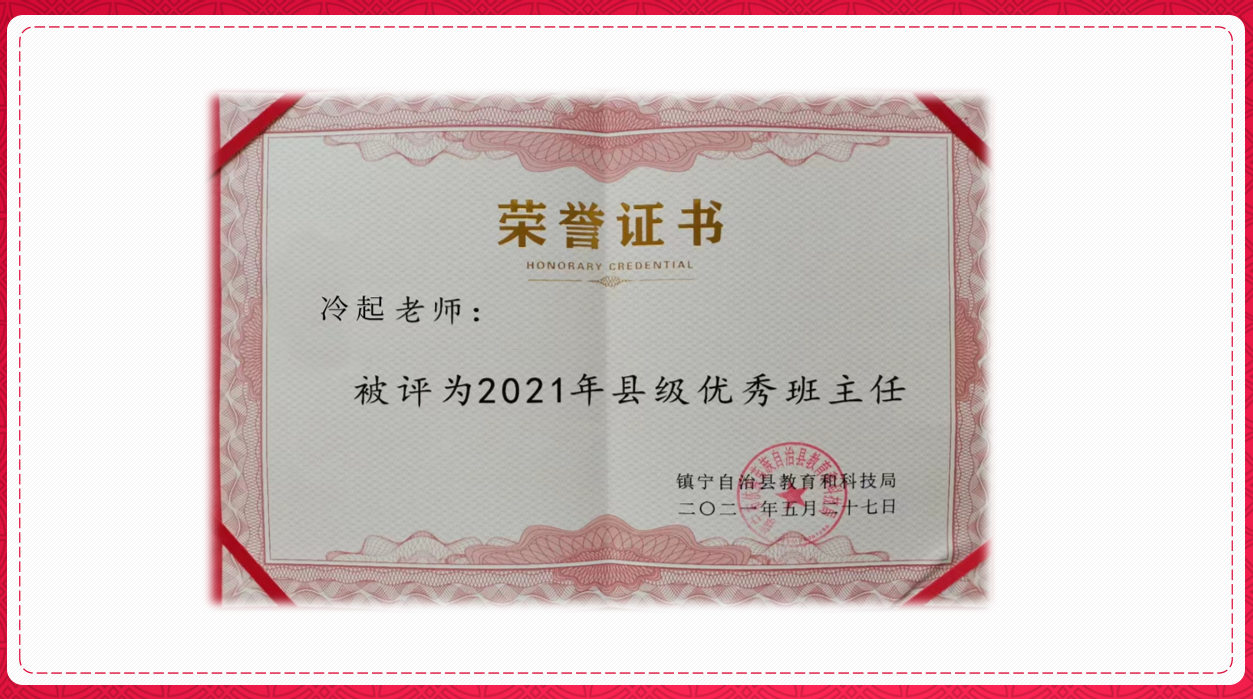 荣誉证书
HONORARY CREDENTIAL
冷起老师：
被评为2021年县级优秀班主任
镇宁自治县教育和科技局
二〇二一年五月二十七日